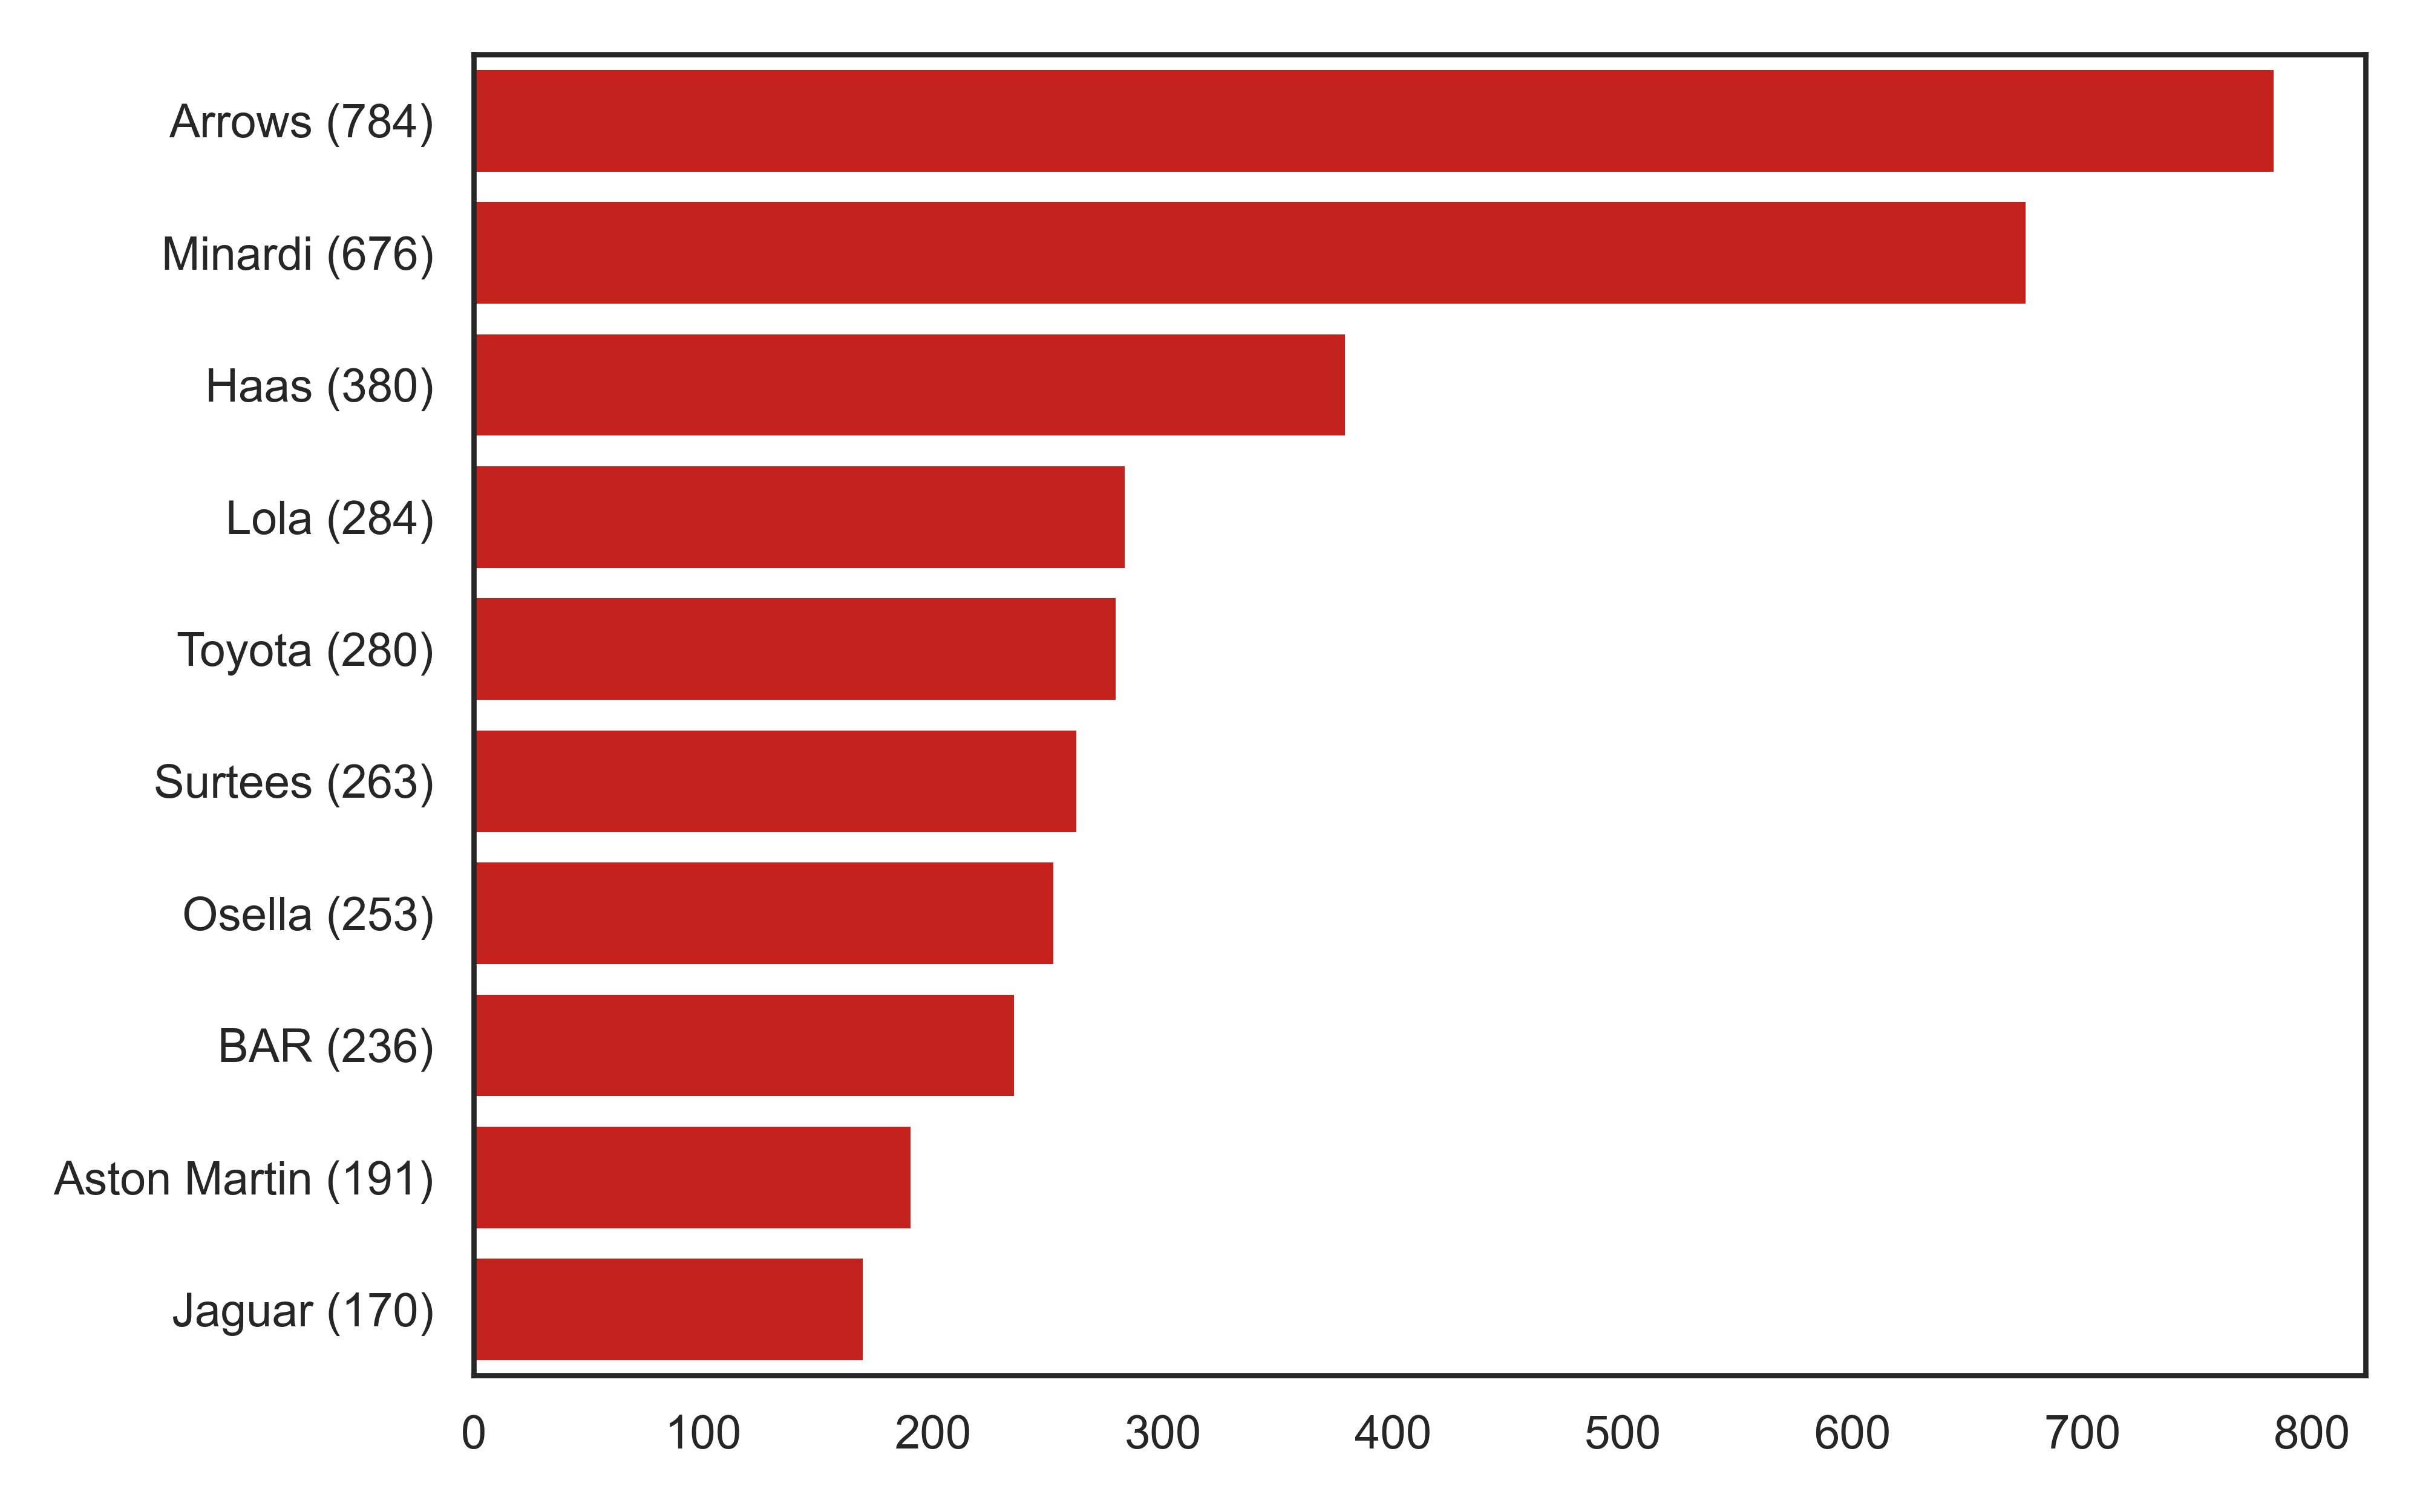 Arrows (784)
Minardi (676)
Haas (380)
Lola (284)
Toyota (280)
Surtees (263)
Osella (253)
BAR (236)
Aston Martin (191)
Jaguar (170)
0 100 200 300 400 500 600 700 800